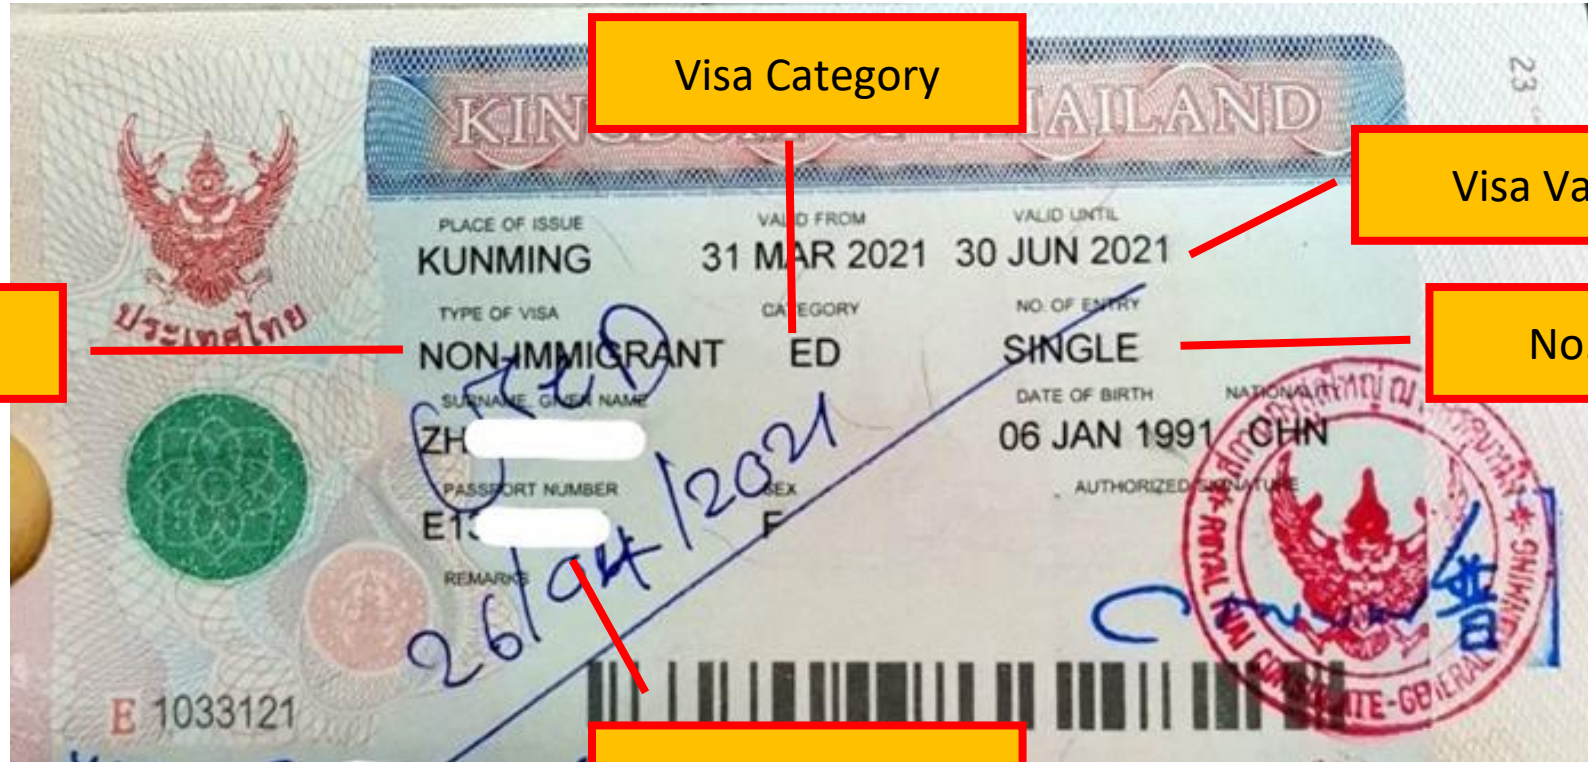 Visa Category
KINGDOM OF THAILAND
23
Visa Va
PLACE OF ISSUE VALID FROM VALID UNTIL
KUNMING 31 MAR 2021 30 JUN 2021
ประเทศไทย
TYPE OF VISA CATEGORY NO. OF ENTRY
NON-IMMIGRANT ED SINGLE
No.
SURNAME, GIVEN NAME DATE OF BIRTH NATIONALITY
ZH 06 JAN 1991 CHN
PASSPORT NUMBER SEX AUTHORIZED SIGNATURE
E13 F
REMARKS
USED
26/04/2021
E 1033121
ROYAL THAI CONSULATE-GENERAL KUNMING